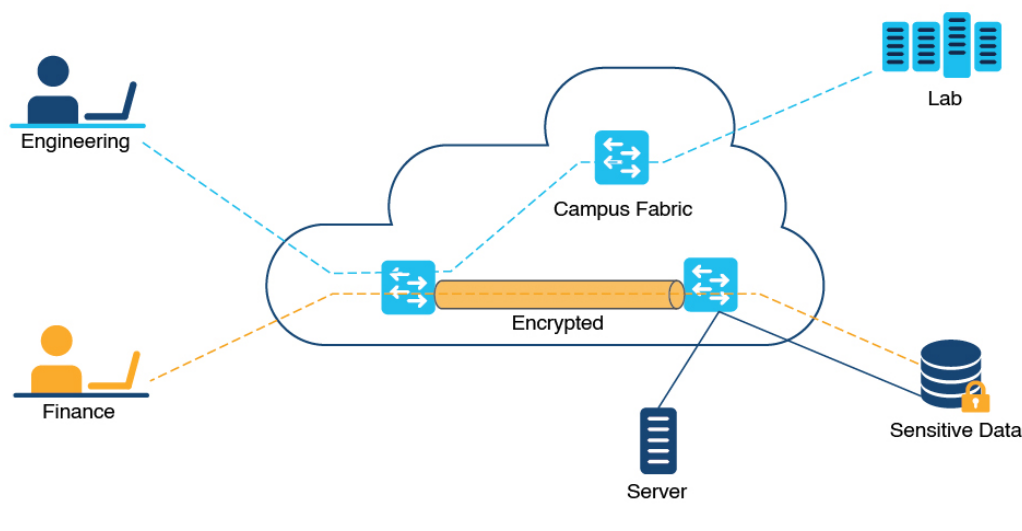 Lab
Engineering
Campus Fabric
Encrypted
Finance
Sensitive Data
Server